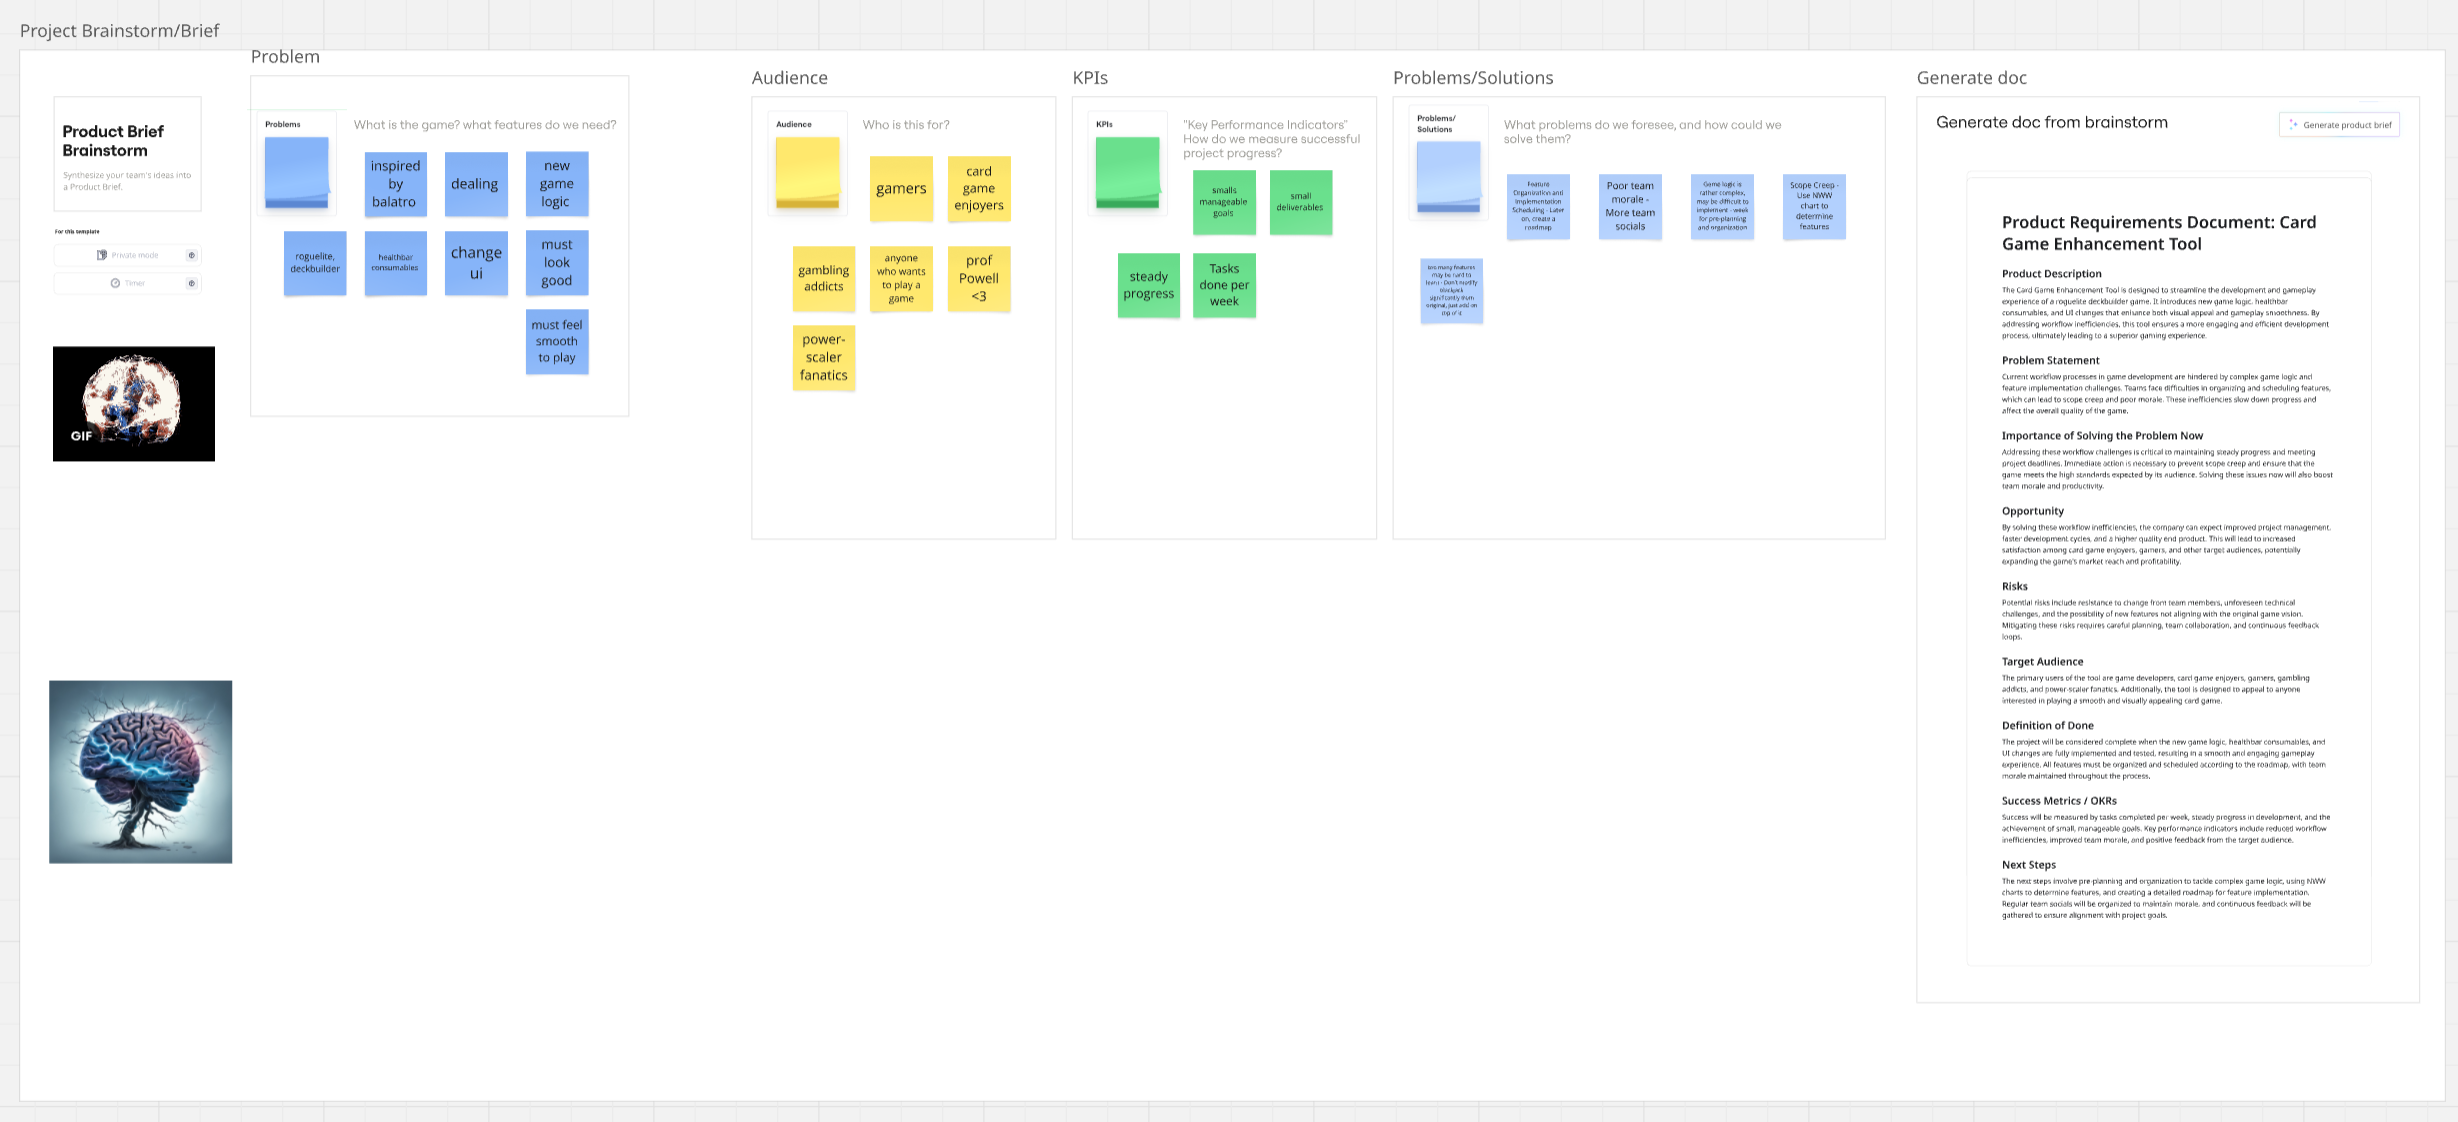 Project Brainstorm/Brief
Product Brief
Brainstorm
Synthesize your team's ideas into
a Product Brief.
For this template
Private mode
Timer
GIF
Problem
Problems
What is the game? what features do we need?
inspired
by
balatro
dealing
new
game
logic
roguelite,
deckbuilder
healthbar
consumables
change
ui
must
look
good
must feel
smooth
to play
Audience
Audience
Who is this for?
gamers
card
game
enjoyers
gambling
addicts
anyone
who wants
to play a
game
prof
Powell
<3
power-
scaler
fanatics
KPIs
KPIs
"Key Performance Indicators"
How do we measure successful
project progress?
smalls
manageable
goals
small
deliverables
steady
progress
Tasks
done per
week
Problems/Solutions
Problems/
Solutions
What problems do we foresee, and how could we
solve them?
Feature
Organization and
Implementation
Scheduling - Later
on, create a
roadmap
Poor team
morale -
More team
socials
Game logic is
rather complex,
may be difficult to
implement - week
for pre-planning
and organization
Scope Creep -
Use NWW
chart to
determine
features
too many features
may be hard to
learn - Don't modify
blackjack
significantly from
original, just add on
top of it
Generate doc
Generate doc from brainstorm
Generate product brief
Product Requirements Document: Card
Game Enhancement Tool
Product Description
The Card Game Enhancement Tool is designed to streamline the development and gameplay
experience of a roguelite deckbuilder game. It introduces new game logic, healthbar
consumables, and UI changes that enhance both visual appeal and gameplay smoothness. By
addressing workflow inefficiencies, this tool ensures a more engaging and efficient development
process, ultimately leading to a superior gaming experience.
Problem Statement
Current workflow processes in game development are hindered by complex game logic and
feature implementation challenges. Teams face difficulties in organizing and scheduling features,
which can lead to scope creep and poor morale. These inefficiencies slow down progress and
affect the overall quality of the game.
Importance of Solving the Problem Now
Addressing these workflow challenges is critical to maintaining steady progress and meeting
project deadlines. Immediate action is necessary to prevent scope creep and ensure that the
game meets the high standards expected by its audience. Solving these issues now will also boost
team morale and productivity.
Opportunity
By solving these workflow inefficiencies, the company can expect improved project management,
faster development cycles, and a higher quality end product. This will lead to increased
satisfaction among card game enjoyers, gamers, and other target audiences, potentially
expanding the game's market reach and profitability.
Risks
Potential risks include resistance to change from team members, unforeseen technical
challenges, and the possibility of new features not aligning with the original game vision.
Mitigating these risks requires careful planning, team collaboration, and continuous feedback
loops.
Target Audience
The primary users of the tool are game developers, card game enjoyers, gamers, gambling
addicts, and power-scaler fanatics. Additionally, the tool is designed to appeal to anyone
interested in playing a smooth and visually appealing card game.
Definition of Done
The project will be considered complete when the new game logic, healthbar consumables, and
UI changes are fully implemented and tested, resulting in a smooth and engaging gameplay
experience. All features must be organized and scheduled according to the roadmap, with team
morale maintained throughout the process.
Success Metrics / OKRs
Success will be measured by tasks completed per week, steady progress in development, and the
achievement of small, manageable goals. Key performance indicators include reduced workflow
inefficiencies, improved team morale, and positive feedback from the target audience.
Next Steps
The next steps involve pre-planning and organization to tackle complex game logic, using NWW
charts to determine features, and creating a detailed roadmap for feature implementation.
Regular team socials will be organized to maintain morale, and continuous feedback will be
gathered to ensure alignment with project goals.